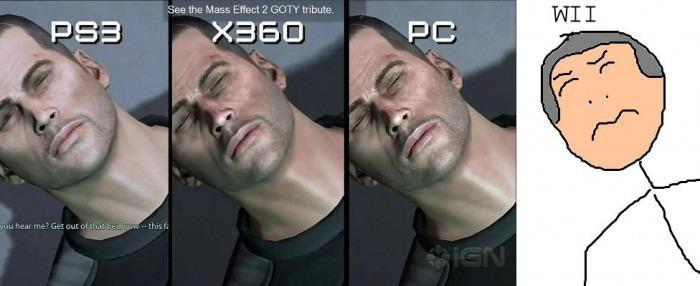 See the Mass Effect 2 GOTY tribute.
PS3
X360
PC
WII
you hear me? Get out of that bed now -- this fa
IGN